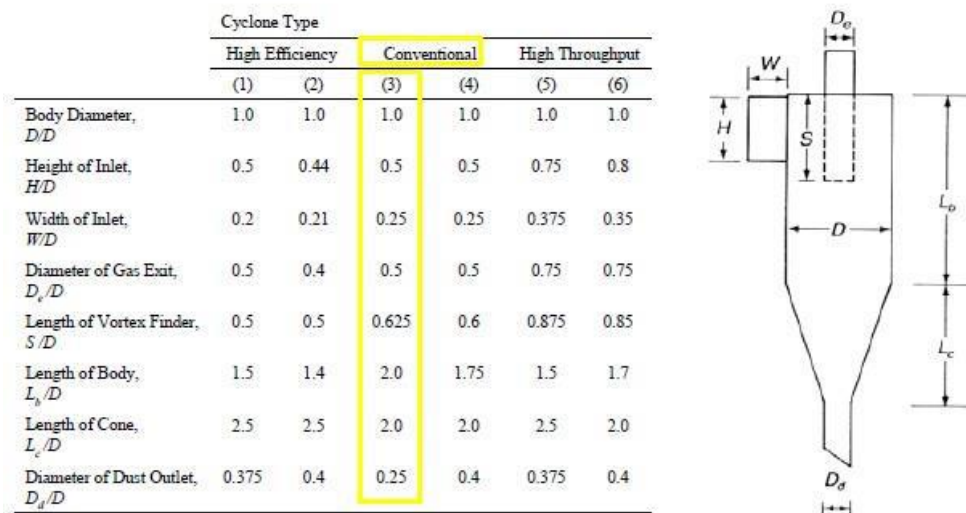 Cyclone Type
High Efficiency Conventional High Throughput
(1) (2) (3) (4) (5) (6)
Body Diameter, 1.0 1.0 1.0 1.0 1.0 1.0
D/D
Height of Inlet, 0.5 0.44 0.5 0.5 0.75 0.8
H/D
Width of Inlet, 0.2 0.21 0.25 0.25 0.375 0.35
W/D
Diameter of Gas Exit, 0.5 0.4 0.5 0.5 0.75 0.75
De/D
Length of Vortex Finder, 0.5 0.5 0.625 0.6 0.875 0.85
S/D
Length of Body, 1.5 1.4 2.0 1.75 1.5 1.7
Lb/D
Length of Cone, 2.5 2.5 2.0 2.0 2.5 2.0
Lc/D
Diameter of Dust Outlet, 0.375 0.4 0.25 0.4 0.375 0.4
Dd/D
De
W
H
S
Lb
D
Lc
Dd